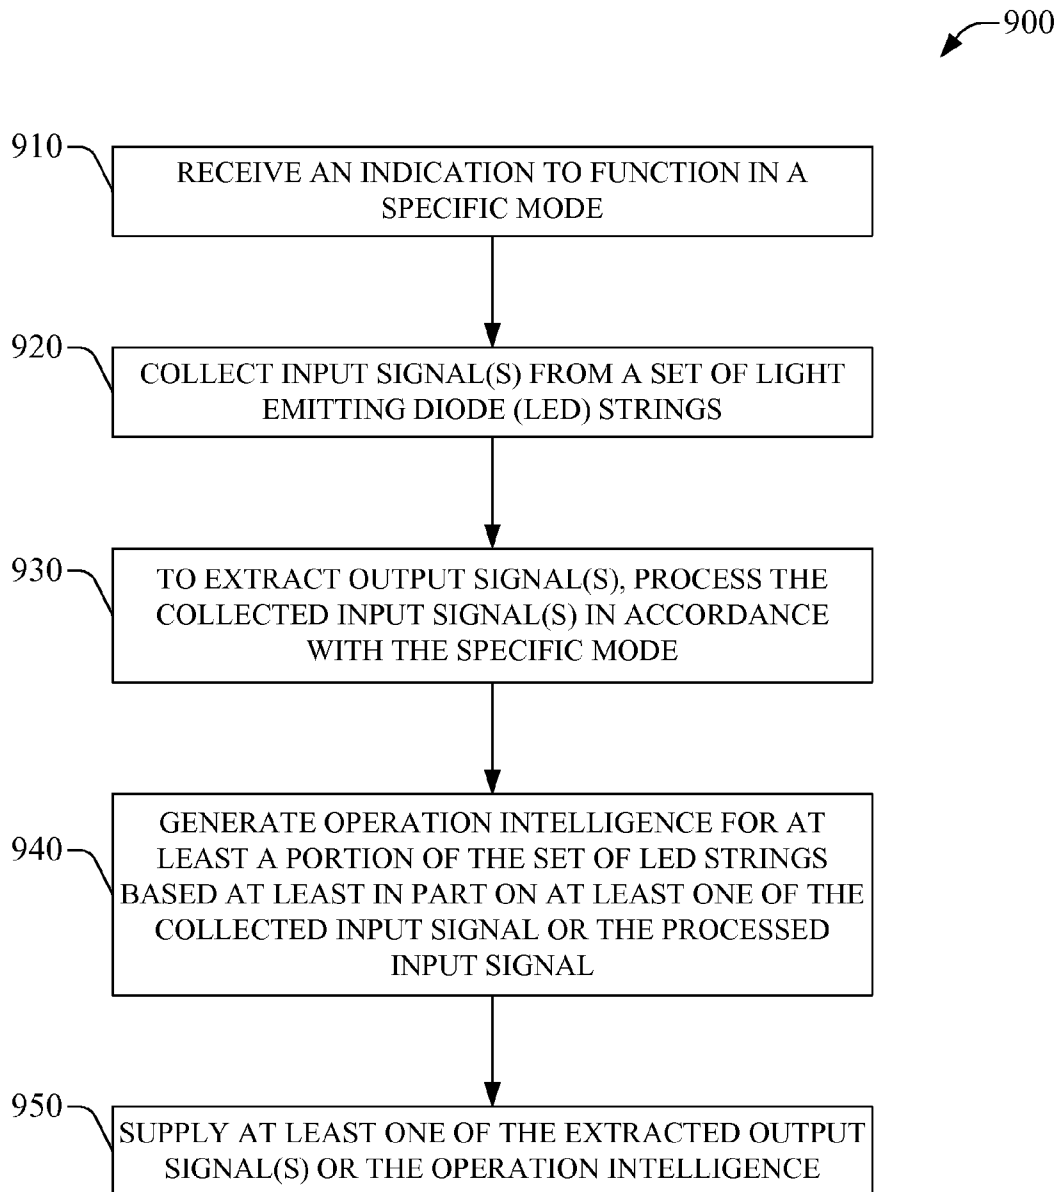 900
910
RECEIVE AN INDICATION TO FUNCTION IN A
SPECIFIC MODE
920
COLLECT INPUT SIGNAL(S) FROM A SET OF LIGHT
EMITTING DIODE (LED) STRINGS
930
TO EXTRACT OUTPUT SIGNAL(S), PROCESS THE
COLLECTED INPUT SIGNAL(S) IN ACCORDANCE
WITH THE SPECIFIC MODE
940
GENERATE OPERATION INTELLIGENCE FOR AT
LEAST A PORTION OF THE SET OF LED STRINGS
BASED AT LEAST IN PART ON AT LEAST ONE OF THE
COLLECTED INPUT SIGNAL OR THE PROCESSED
INPUT SIGNAL
950
SUPPLY AT LEAST ONE OF THE EXTRACTED OUTPUT
SIGNAL(S) OR THE OPERATION INTELLIGENCE